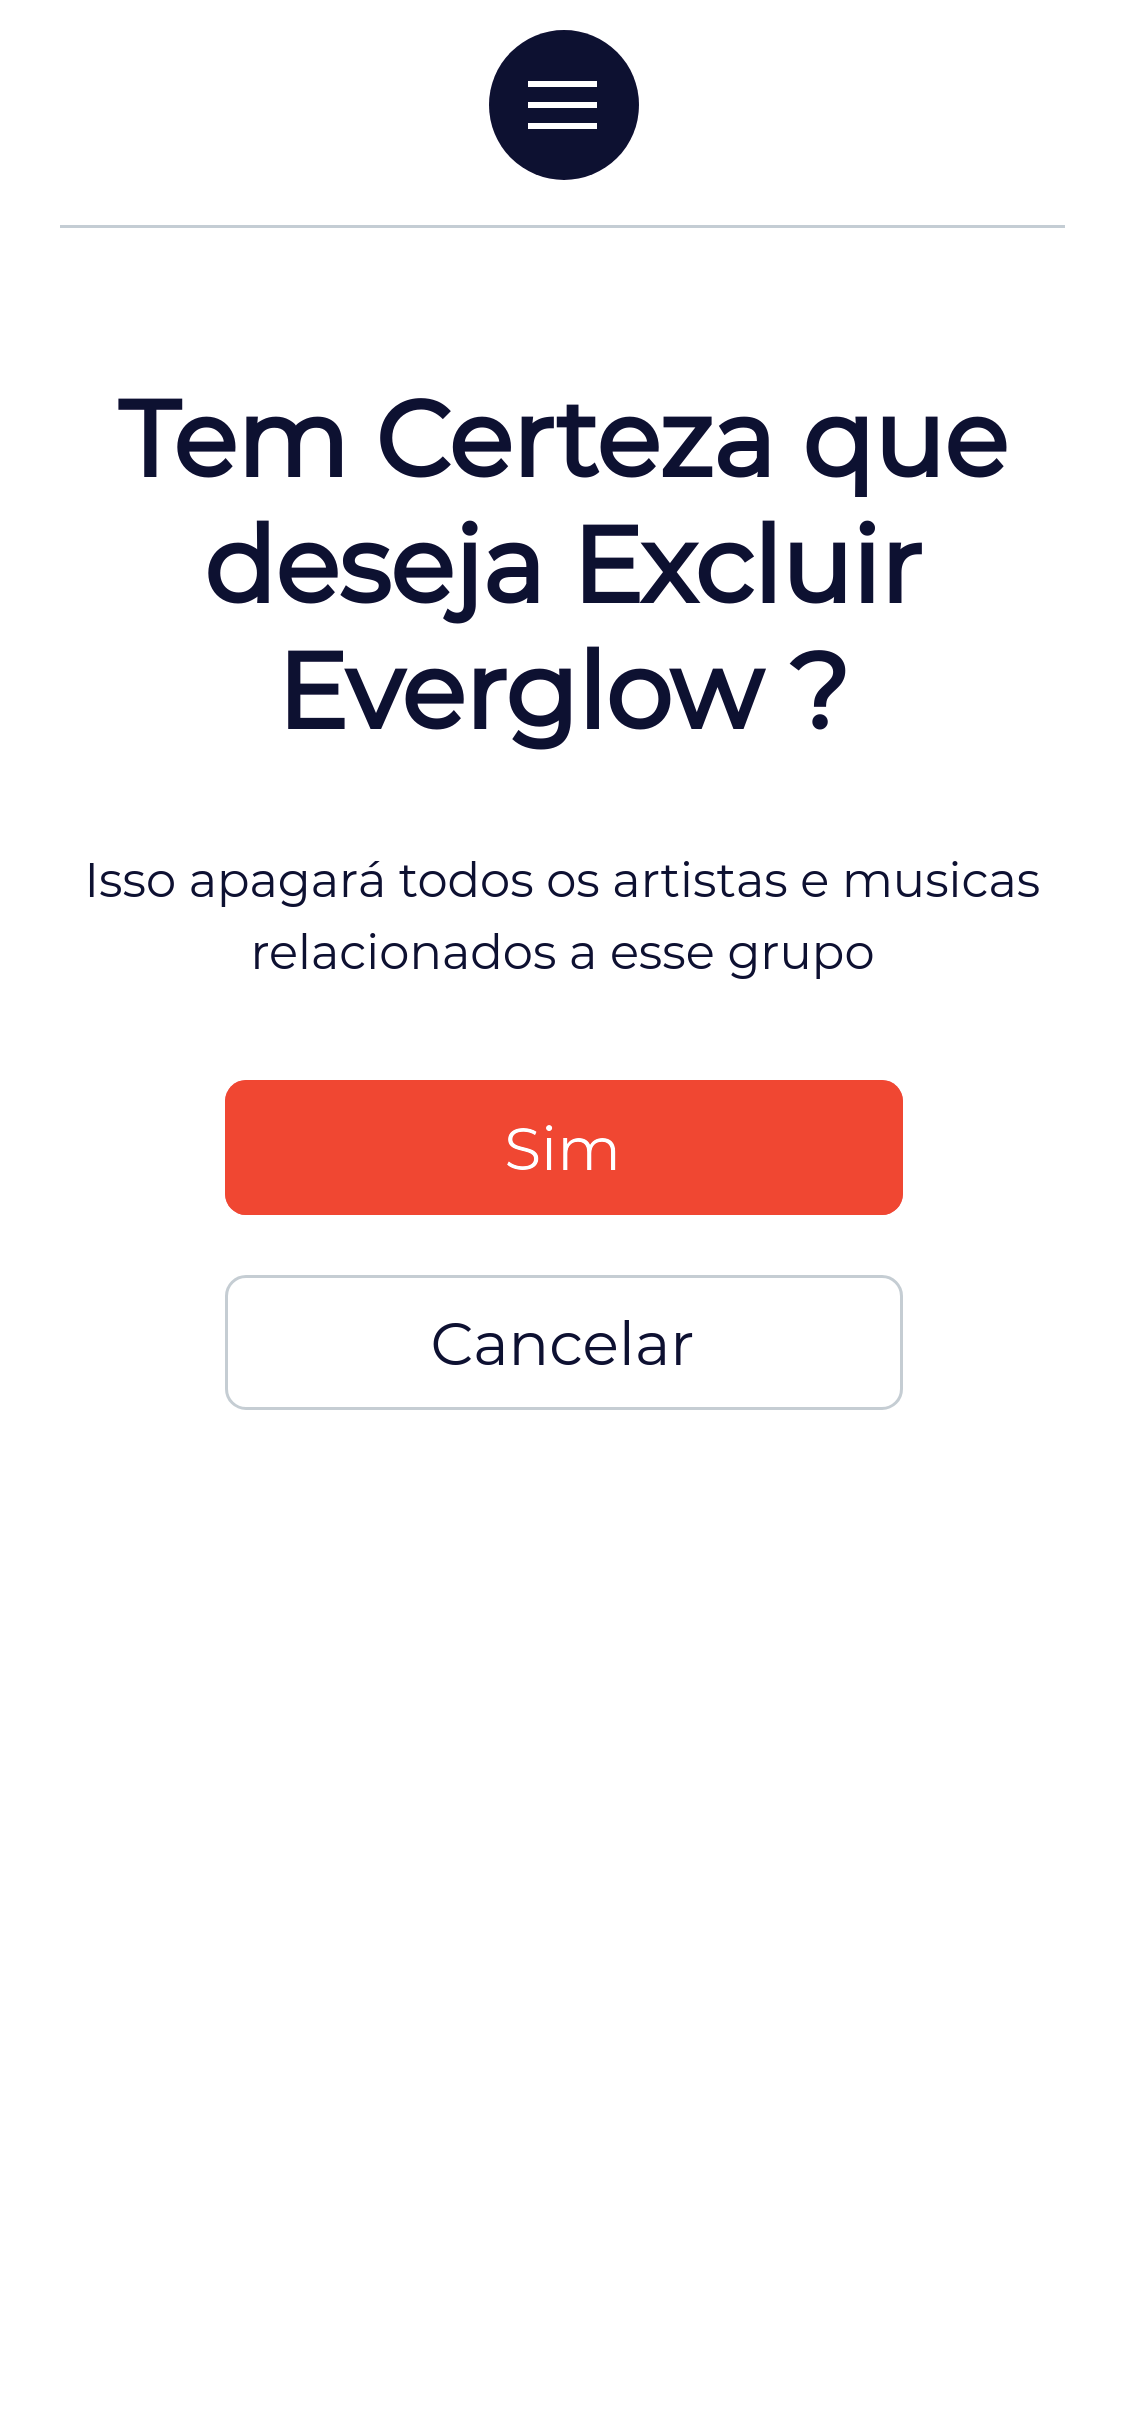 Tem Certeza que
deseja Excluir
Everglow ?
Isso apagará todos os artistas e musicas
relacionados a esse grupo
Sim
Cancelar